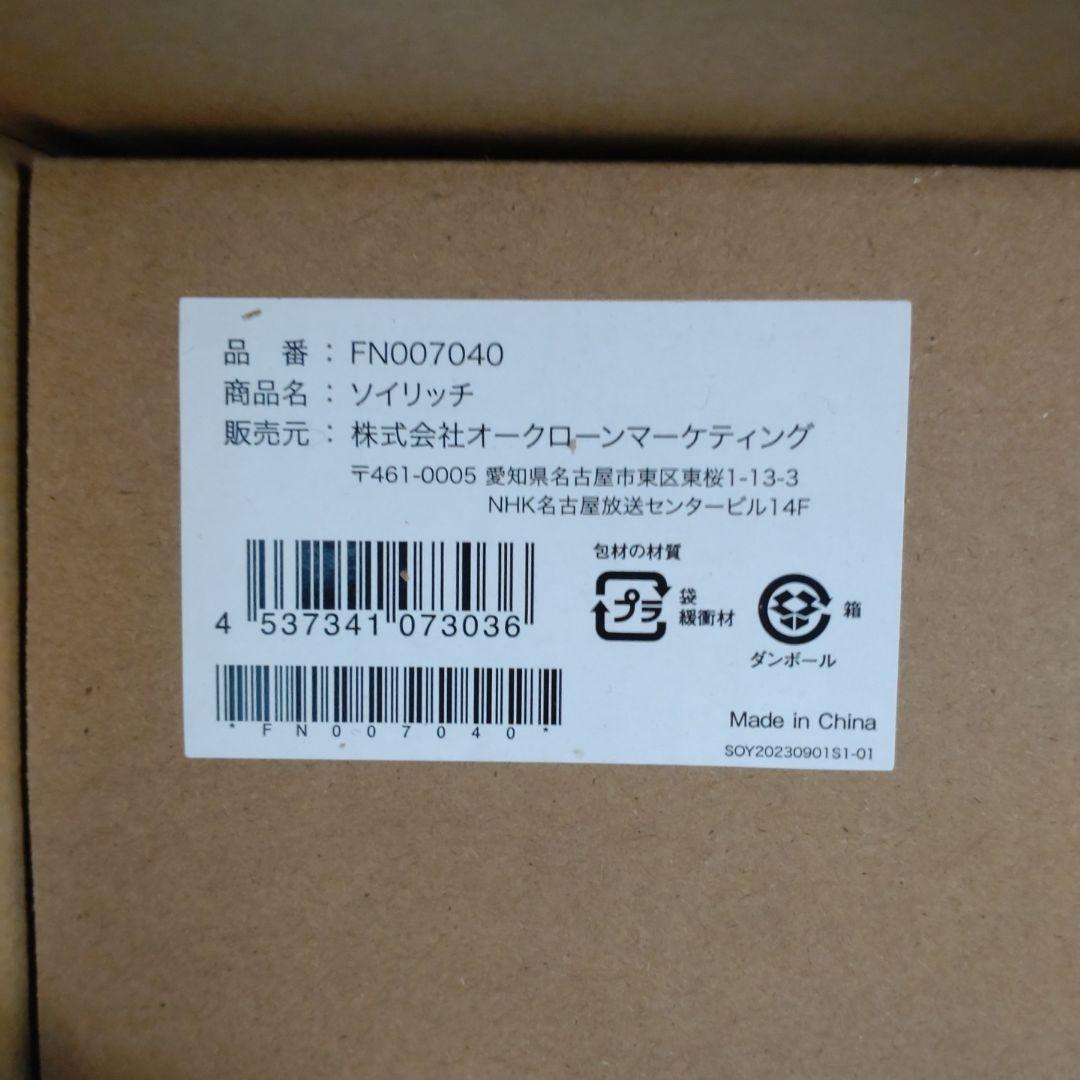 品 番 : FN007040
商品名 : ソイリッチ
販売元 : 株式会社オークローンマーケティング
〒461-0005 愛知県名古屋市東区東桜1-13-3
NHK名古屋放送センタービル14F
4 537341 073036
*FN007040*
包材の材質
プラ 袋
緩衝材
箱
ダンボール
Made in China
SOY20230901S1-01